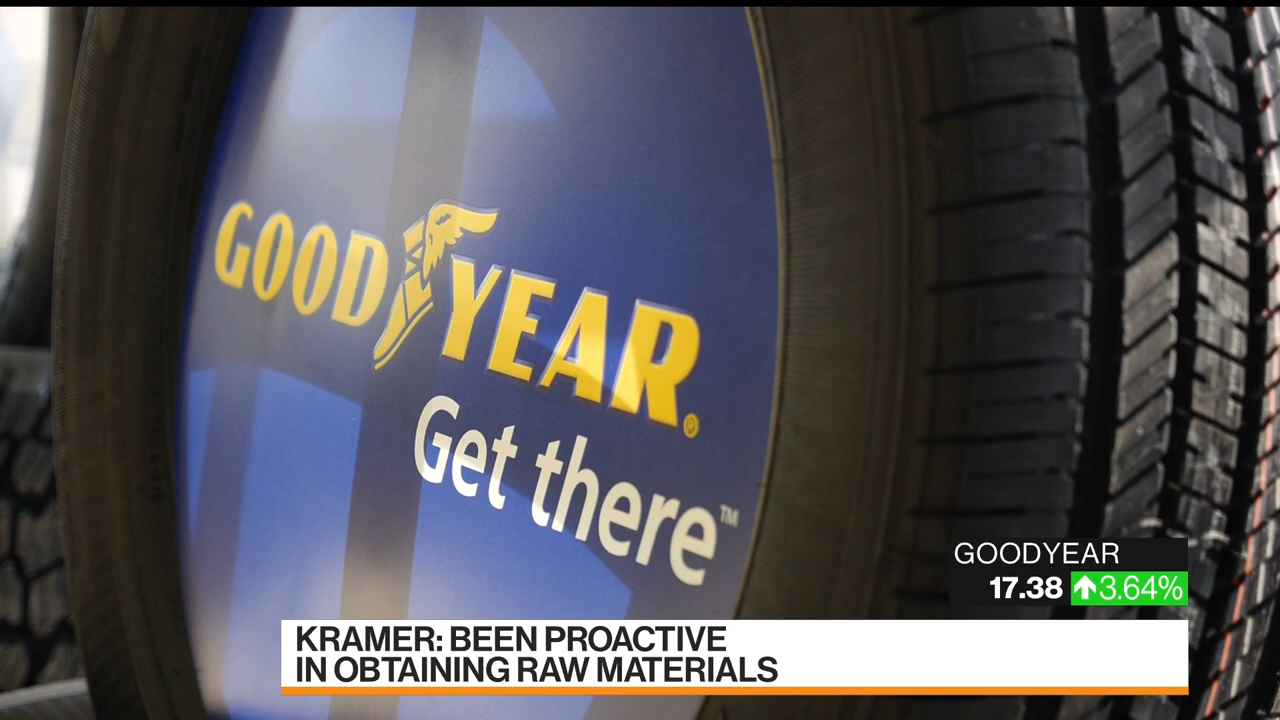 GOODYEAR®
Get there™
GOODYEAR
17.38 ↑3.64%
KRAMER: BEEN PROACTIVE
IN OBTAINING RAW MATERIALS